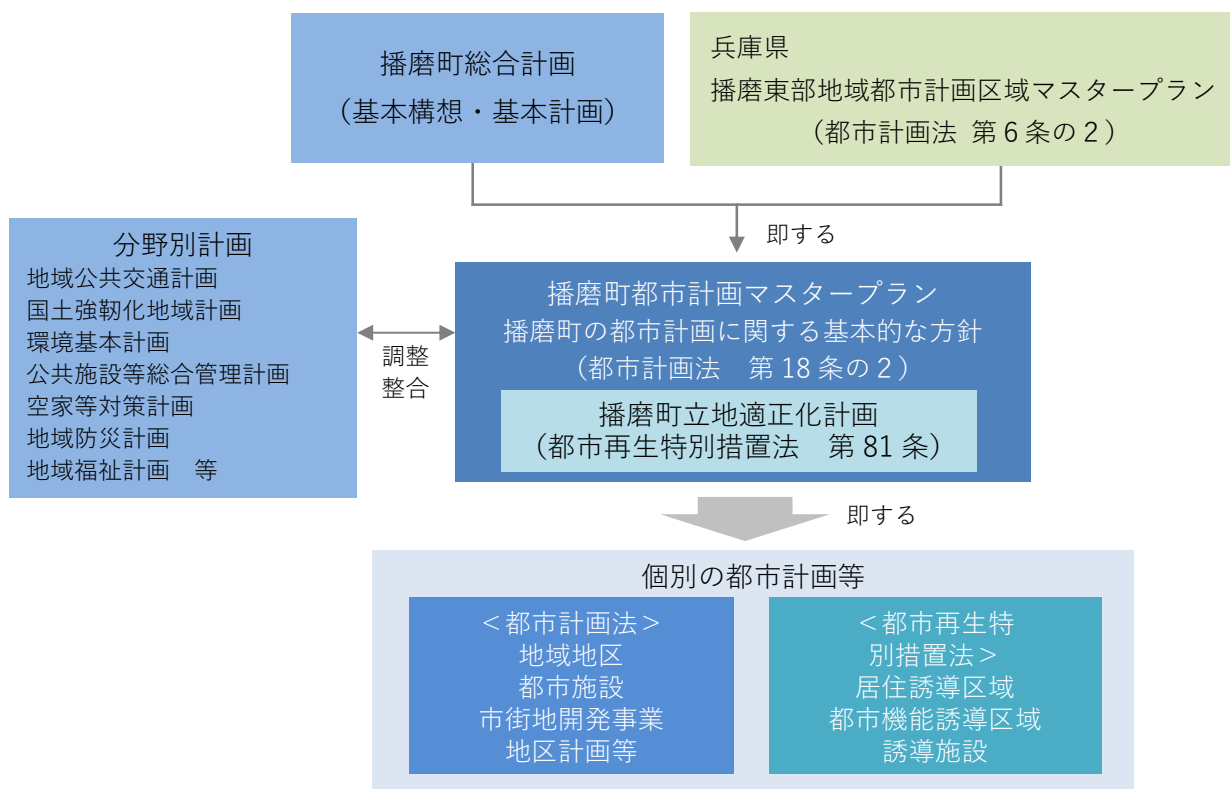 播磨町総合計画
（基本構想・基本計画）
兵庫県
播磨東部地域都市計画区域マスタープラン
（都市計画法 第６条の２）
即する
分野別計画
地域公共交通計画
国土強靭化地域計画
環境基本計画
公共施設等総合管理計画
空家等対策計画
地域防災計画
地域福祉計画　等
調整
整合
播磨町都市計画マスタープラン
播磨町の都市計画に関する基本的な方針
（都市計画法　第 18 条の２）
播磨町立地適正化計画
（都市再生特別措置法　第 81 条）
即する
個別の都市計画等
＜都市計画法＞
地域地区
都市施設
市街地開発事業
地区計画等
＜都市再生特
別措置法＞
居住誘導区域
都市機能誘導区域
誘導施設